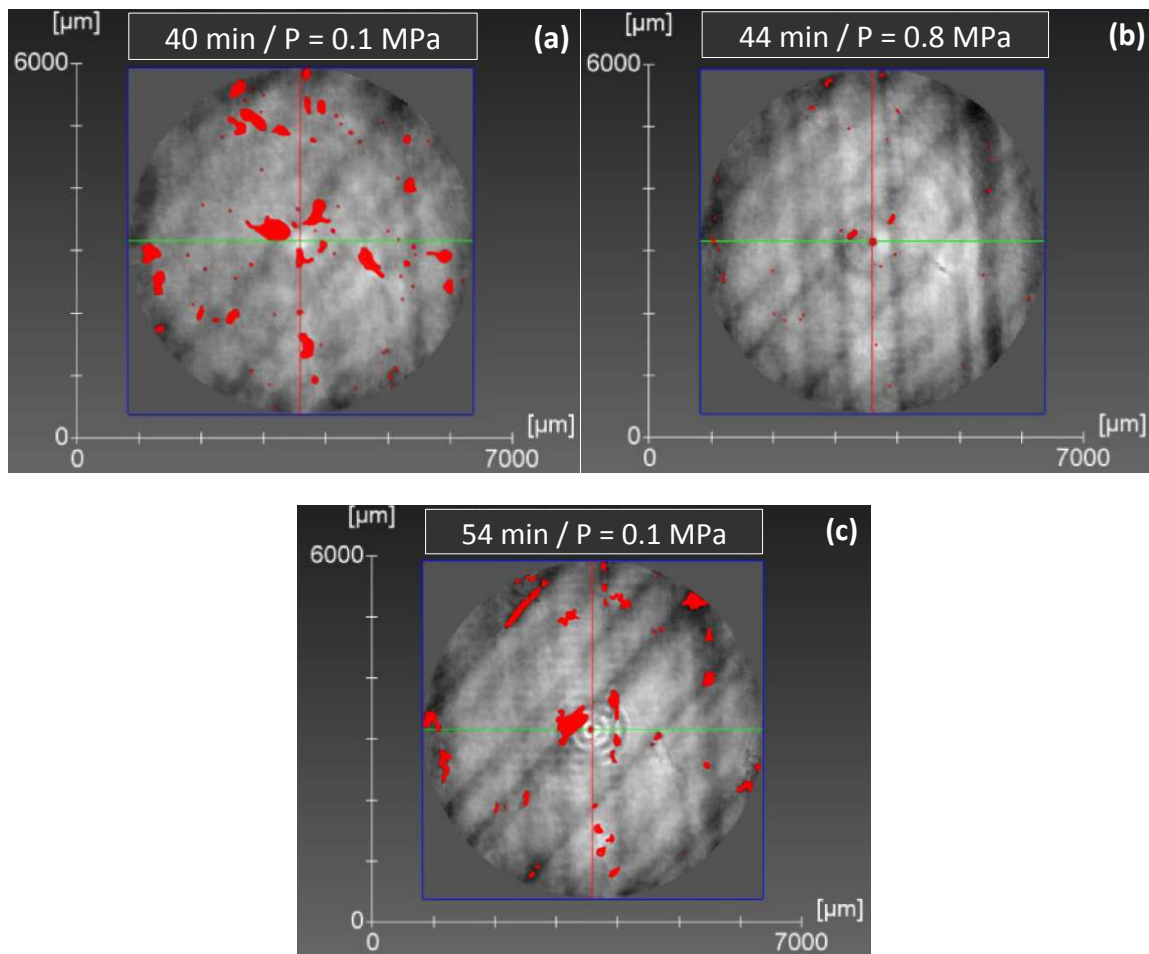 [µm]
40 min / P = 0.1 MPa
(a)
6000
0
[µm]
0
7000
[µm]
44 min / P = 0.8 MPa
(b)
6000
0
[µm]
0
7000
[µm]
54 min / P = 0.1 MPa
(c)
6000
0
[µm]
0
7000